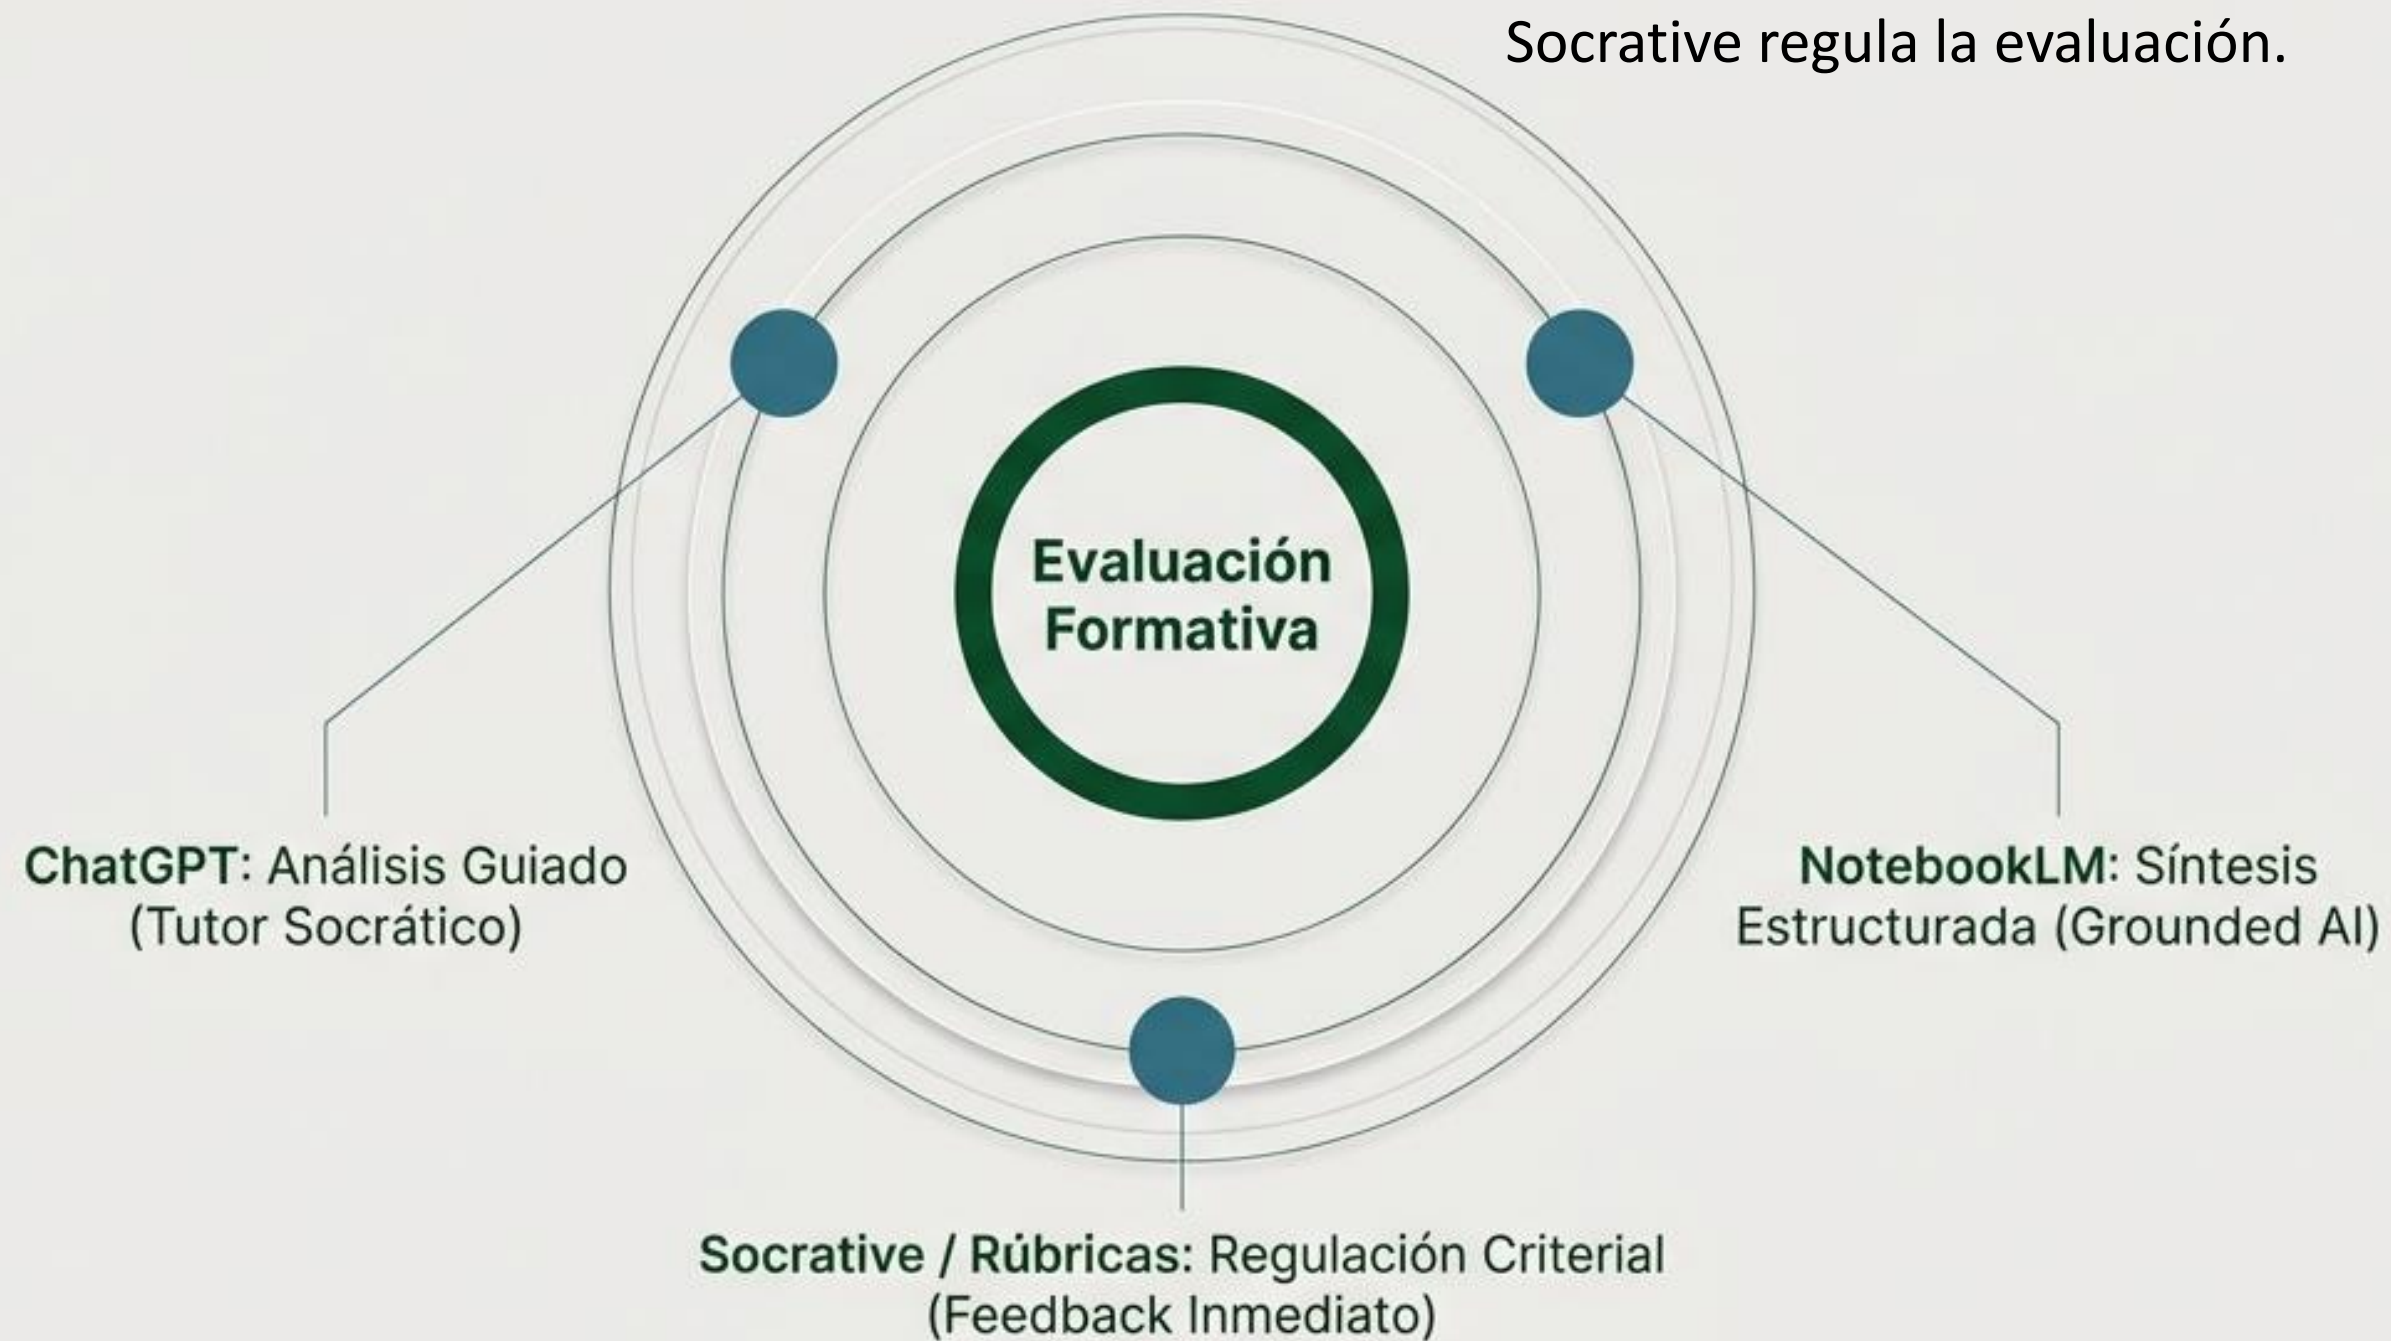 Socrative regula la evaluación.
Evaluación
Formativa
ChatGPT: Análisis Guiado
(Tutor Socrático)
NotebookLM: Síntesis
Estructurada (Grounded AI)
Socrative / Rúbricas: Regulación Criterial
(Feedback Inmediato)